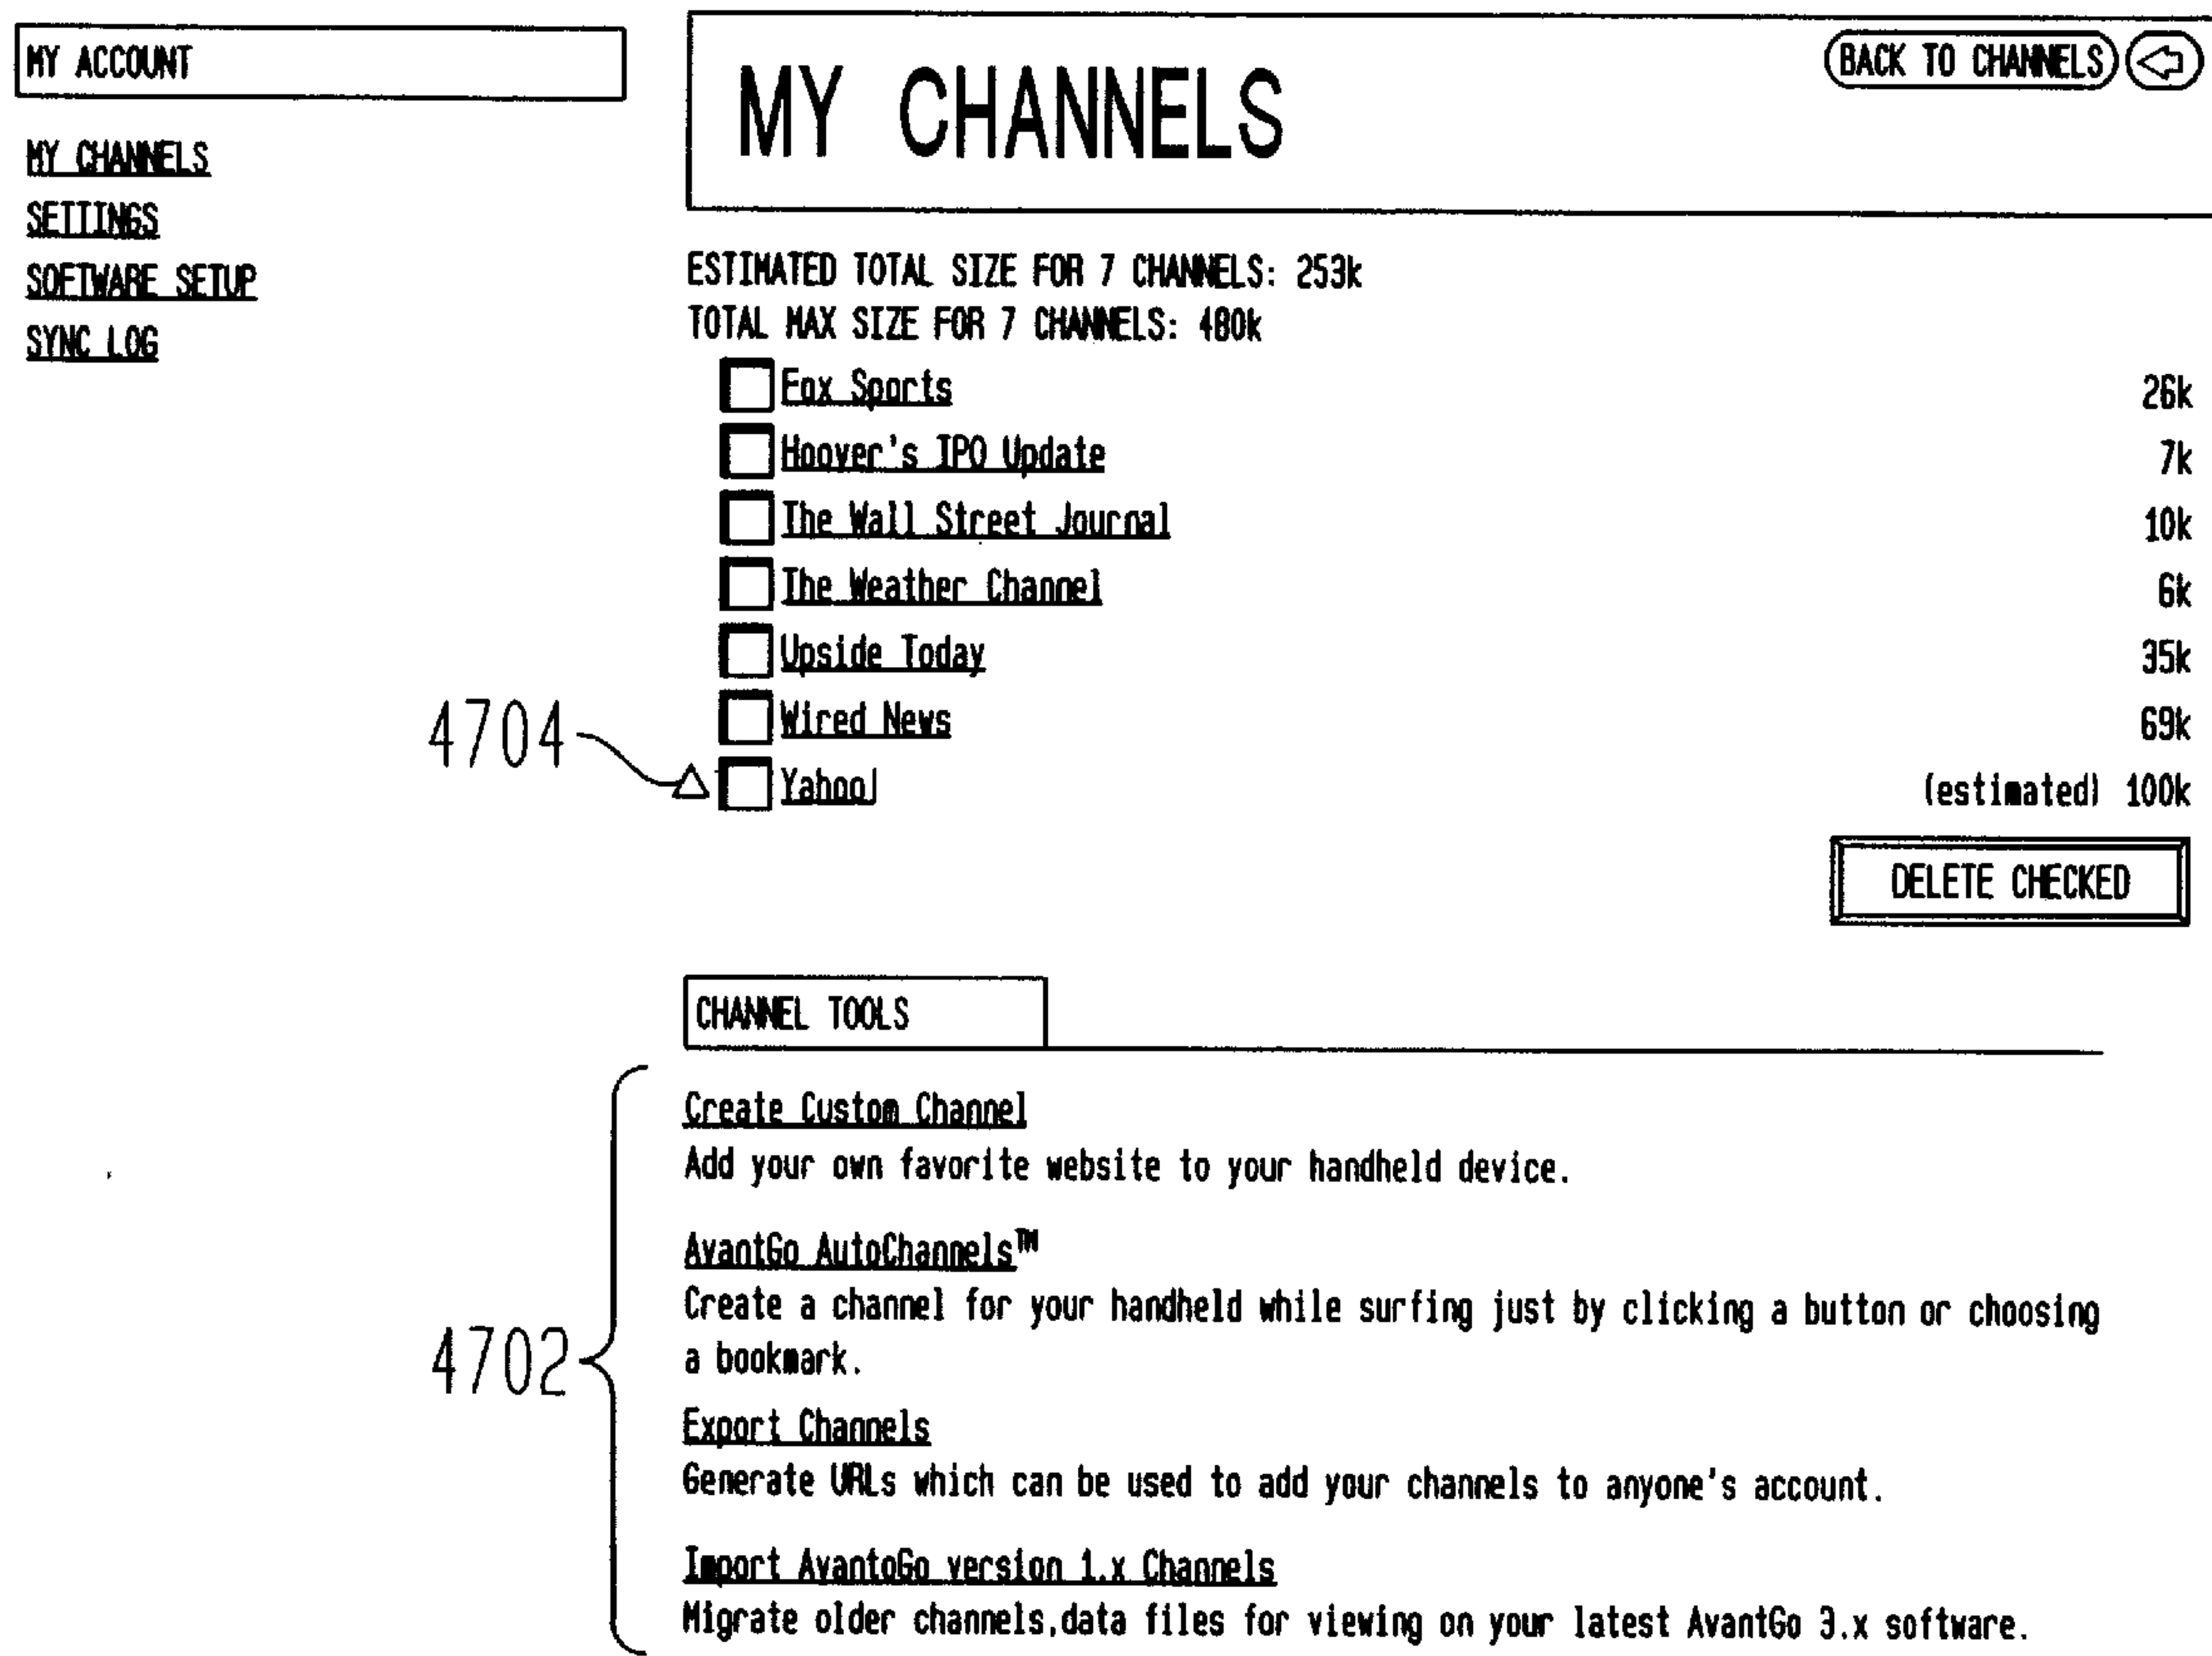 MY ACCOUNT
MY CHANNELS
SETTINGS
SOFTWARE SETUP
SYNC LOG
MY CHANNELS
BACK TO CHANNELS
ESTIMATED TOTAL SIZE FOR 7 CHANNELS: 253k
TOTAL MAX SIZE FOR 7 CHANNELS: 480k
Fox Sports 26k
Hoover's IPO Update 7k
The Wall Street Journal 10k
The Weather Channel 6k
Upside Today 35k
Wired News 69k
4704
Yahoo! (estimated) 100k
DELETE CHECKED
CHANNEL TOOLS
4702
Create Custom Channel
Add your own favorite website to your handheld device.
AvantGo AutoChannels™
Create a channel for your handheld while surfing just by clicking a button or choosing
a bookmark.
Export Channels
Generate URLs which can be used to add your channels to anyone's account.
Import AvantoGo version 1.x Channels
Migrate older channels,data files for viewing on your latest AvantGo 3.x software.